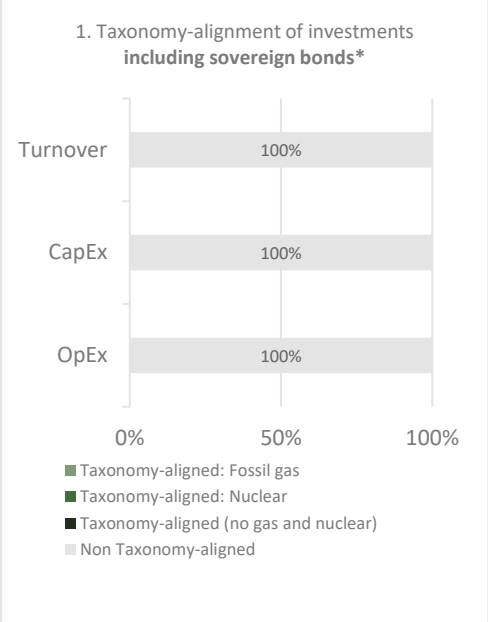 1. Taxonomy-alignment of investments
including sovereign bonds*
Turnover
100%
CapEx
100%
OpEx
100%
0%
50%
100%
Taxonomy-aligned: Fossil gas
Taxonomy-aligned: Nuclear
Taxonomy-aligned (no gas and nuclear)
Non Taxonomy-aligned